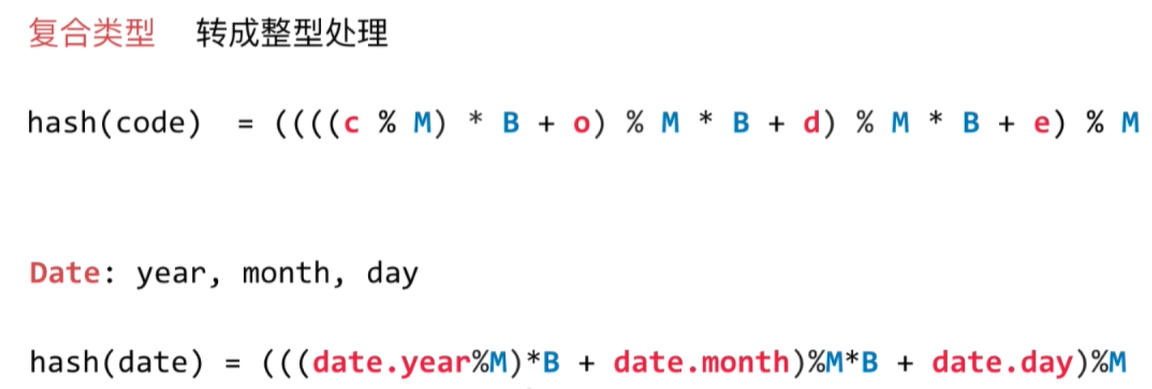 复合类型 转成整型处理
hash(code) = ((((c % M) * B + o) % M * B + d) % M * B + e) % M
Date: year, month, day
hash(date) = (((date.year%M)*B + date.month)%M*B + date.day)%M